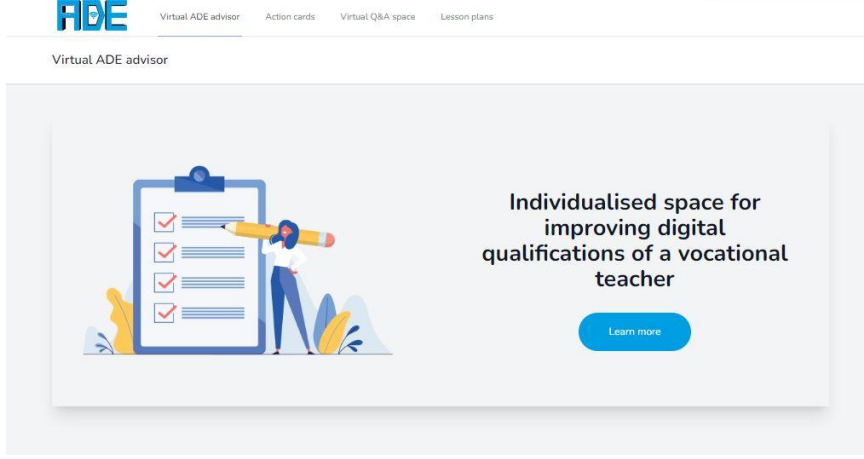 ADE Virtual ADE advisor Action cards Virtual Q&A space Lesson plans
Virtual ADE advisor
Individualised space for
improving digital
qualifications of a vocational
teacher
Learn more